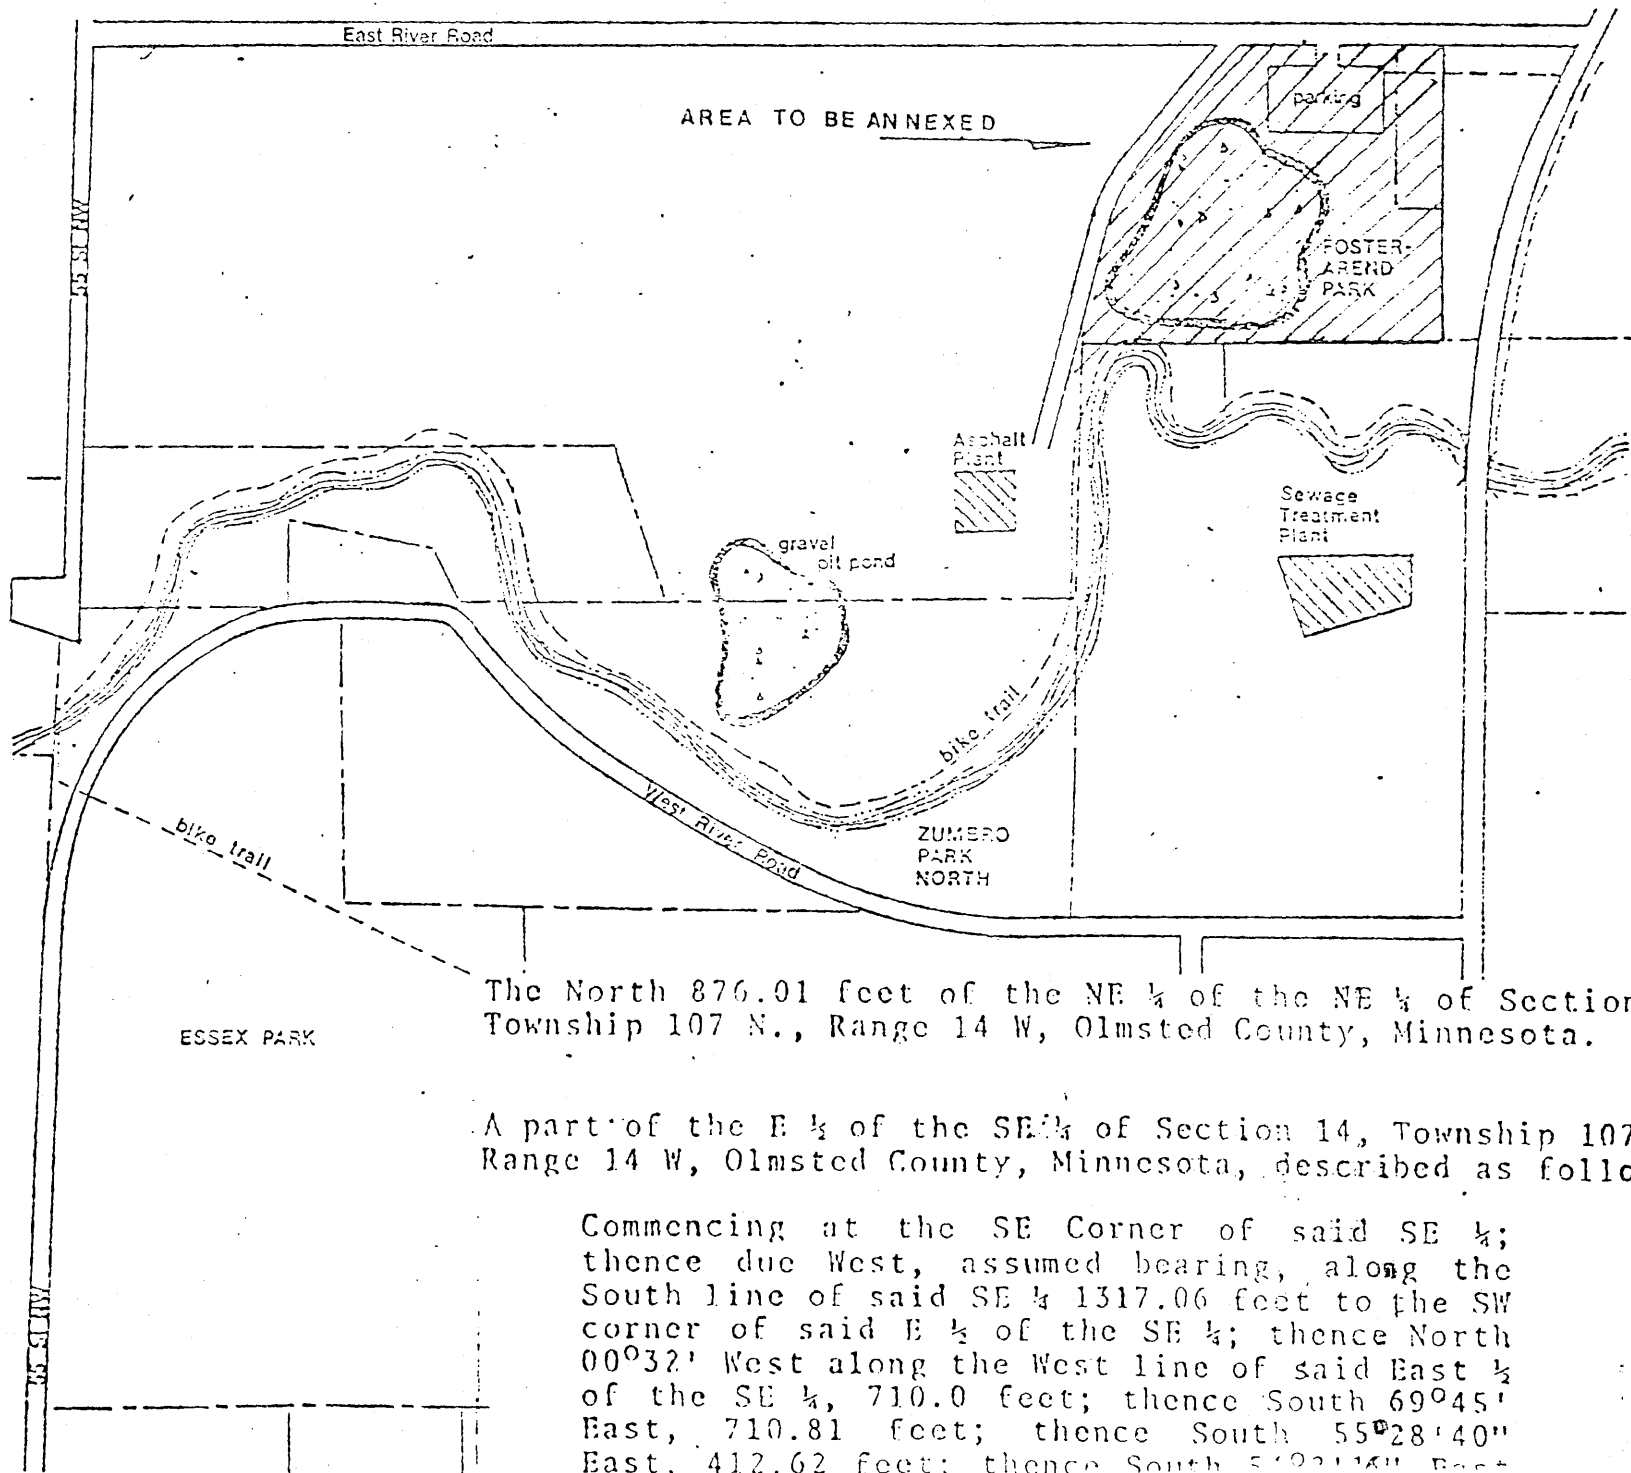 East River Road
AREA TO BE ANNEXED
parking
55 St NW
FOSTER-
AREND
PARK
Asphalt
Plant
Sewage
Treatment
Plant
gravel
pit pond
bike trail
West River Road
bike trail
ZUMBRO
PARK
NORTH
ESSEX PARK
The North 876.01 feet of the NE ¼ of the NE ¼ of Section
Township 107 N., Range 14 W, Olmsted County, Minnesota.
A part of the E ½ of the SE ¼ of Section 14, Township 107
Range 14 W, Olmsted County, Minnesota, described as follo
Commencing at the SE Corner of said SE ¼;
thence due West, assumed bearing, along the
South line of said SE ¼ 1317.06 feet to the SW
corner of said E ½ of the SE ¼; thence North
00°32' West along the West line of said East ½
of the SE ¼, 710.0 feet; thence South 69°45'
East, 710.81 feet; thence South 55°28'40"
East, 412.62 feet; thence South East